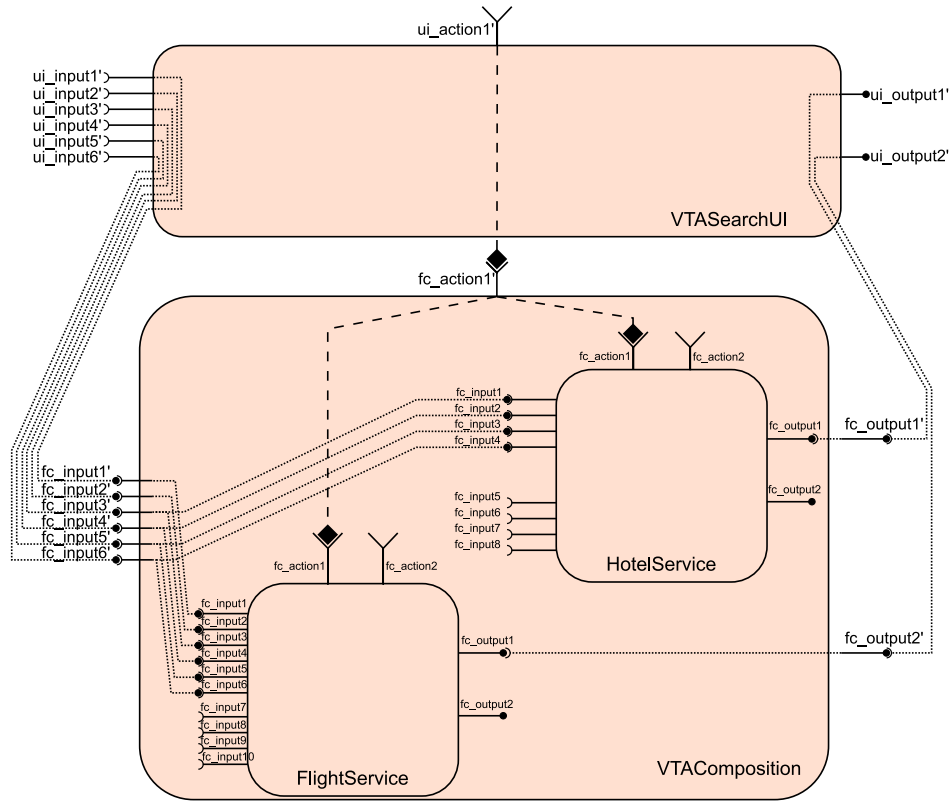 ui_action1'
ui_input1'
ui_input2'
ui_input3'
ui_input4'
ui_input5'
ui_input6'
ui_output1'
ui_output2'
VTASearchUI
fc_action1'
fc_action1
fc_action2
fc_input1
fc_input2
fc_input3
fc_input4
fc_output1
fc_output1'
fc_input5
fc_input6
fc_input7
fc_input8
fc_output2
HotelService
fc_input1'
fc_input2'
fc_input3'
fc_input4'
fc_input5'
fc_input6'
fc_action1
fc_action2
fc_input1
fc_input2
fc_input3
fc_input4
fc_input5
fc_input6
fc_input7
fc_input8
fc_input9
fc_input10
fc_output1
fc_output2'
fc_output2
FlightService
VTAComposition